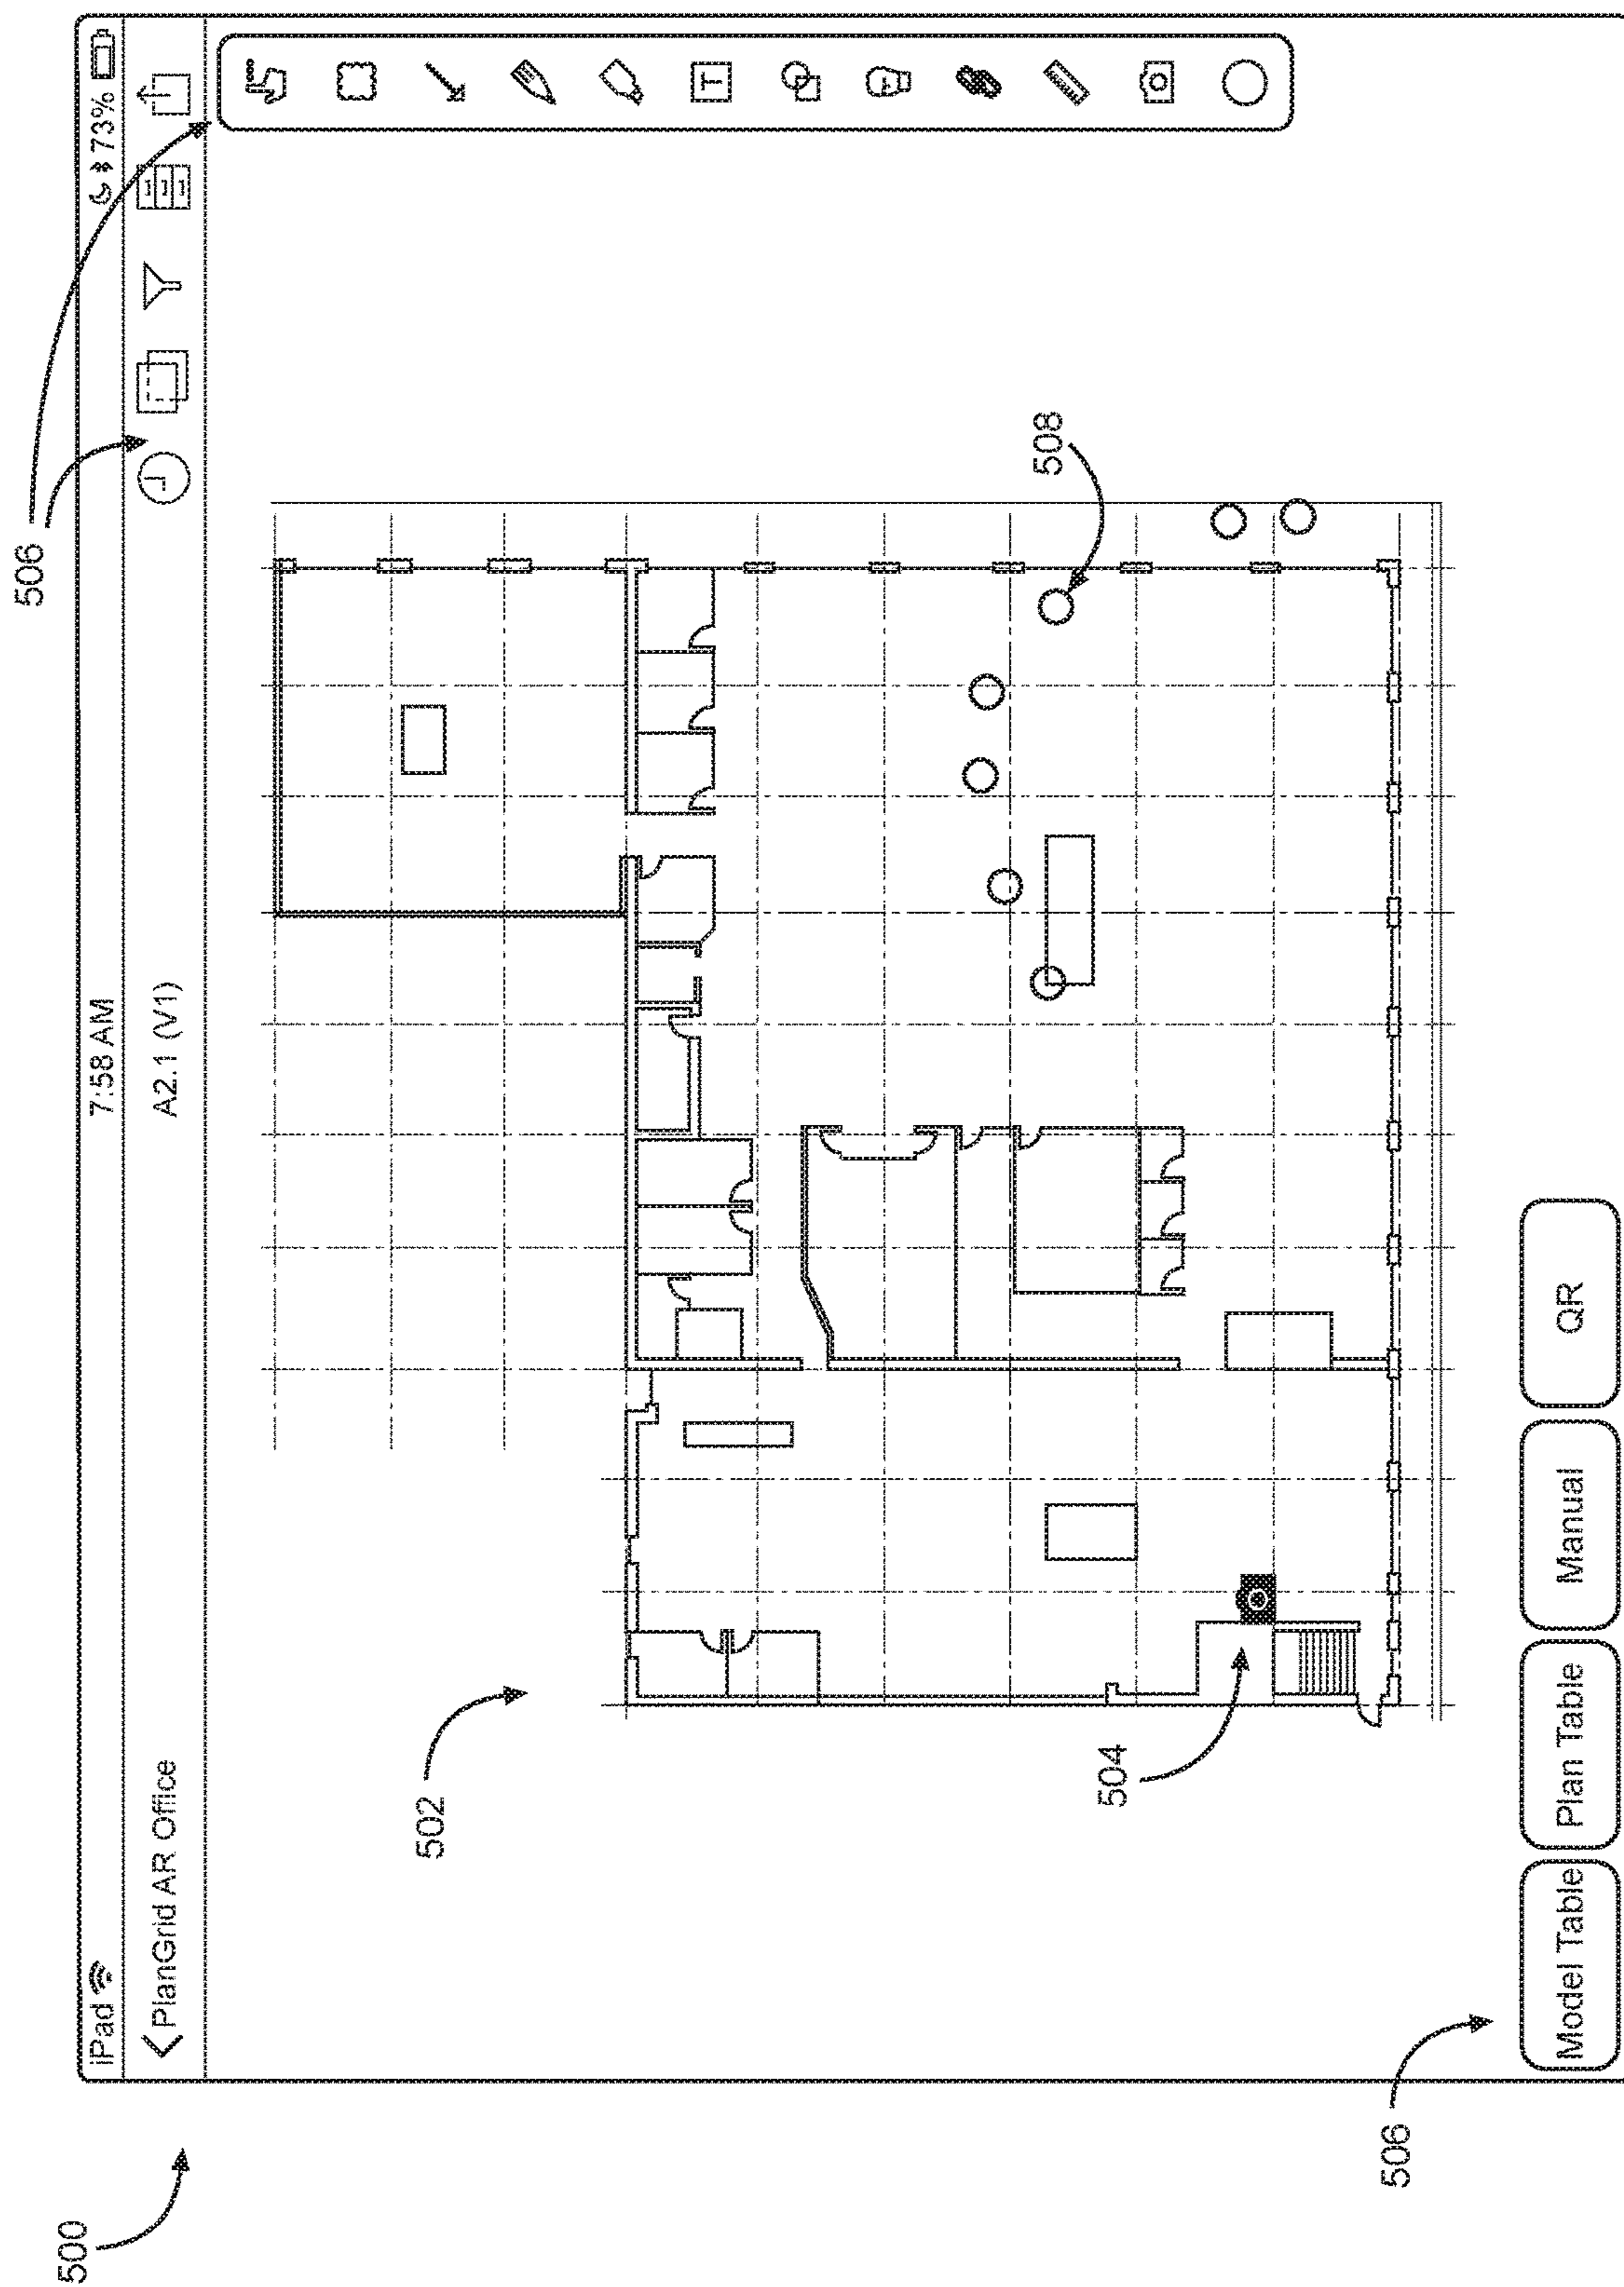 500
506
iPad
7:58 AM
73%
PlanGrid AR Office
A2.1 (V1)
T
502
508
504
506
Model Table
Plan Table
Manual
QR